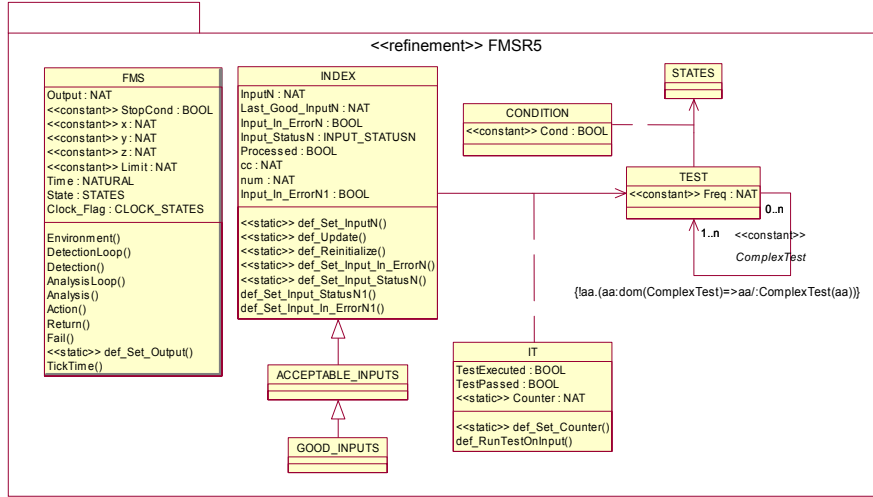 <<refinement>> FMSR5
FMS
Output : NAT
<<constant>> StopCond : BOOL
<<constant>> x : NAT
<<constant>> y : NAT
<<constant>> z : NAT
<<constant>> Limit : NAT
Time : NATURAL
State : STATES
Clock_Flag : CLOCK_STATES
Environment()
DetectionLoop()
Detection()
AnalysisLoop()
Analysis()
Action()
Return()
Fail()
<<static>> def_Set_Output()
TickTime()
INDEX
InputN : NAT
Last_Good_InputN : NAT
Input_In_ErrorN : BOOL
Input_StatusN : INPUT_STATUSN
Processed : BOOL
cc : NAT
num : NAT
Input_In_ErrorN1 : BOOL
<<static>> def_Set_InputN()
<<static>> def_Update()
<<static>> def_Reinitialize()
<<static>> def_Set_Input_In_ErrorN()
<<static>> def_Set_Input_StatusN()
def_Set_Input_StatusN1()
def_Set_Input_In_ErrorN1()
ACCEPTABLE_INPUTS
GOOD_INPUTS
STATES
CONDITION
<<constant>> Cond : BOOL
TEST
<<constant>> Freq : NAT
0..n
1..n
<<constant>>
ComplexTest
{!aa.(aa:dom(ComplexTest)=>aa/:ComplexTest(aa))}
IT
TestExecuted : BOOL
TestPassed : BOOL
<<static>> Counter : NAT
<<static>> def_Set_Counter()
def_RunTestOnInput()